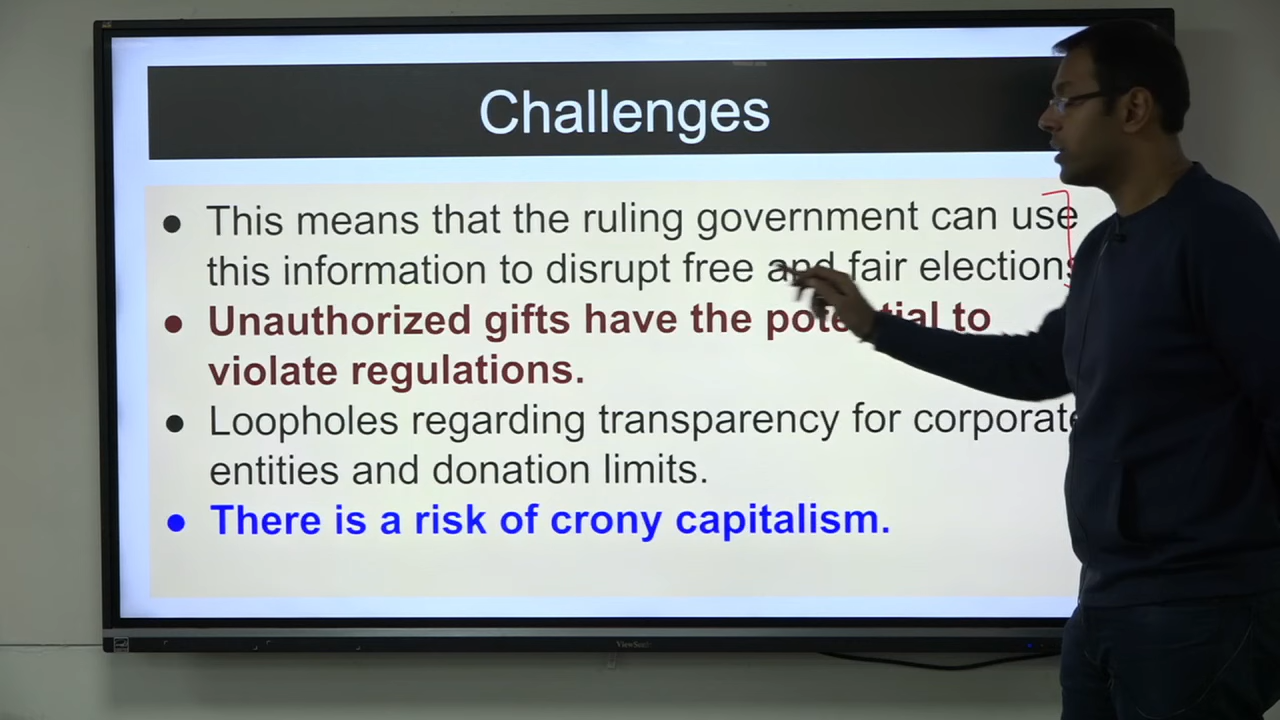 Challenges
● This means that the ruling government can use
this information to disrupt free and fair elections
● Unauthorized gifts have the potential to
violate regulations.
● Loopholes regarding transparency for corporate
entities and donation limits.
● There is a risk of crony capitalism.
ViewSonic